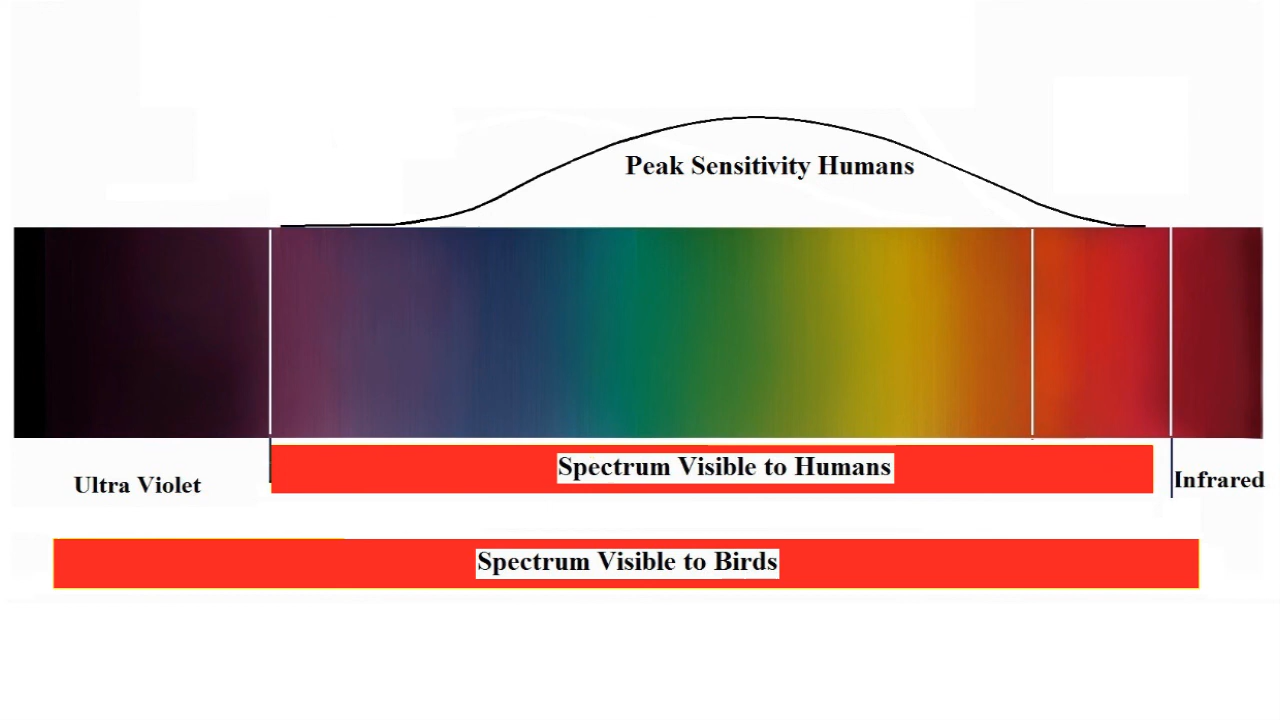 Peak Sensitivity Humans
Spectrum Visible to Humans
Ultra Violet
Infrared
Spectrum Visible to Birds